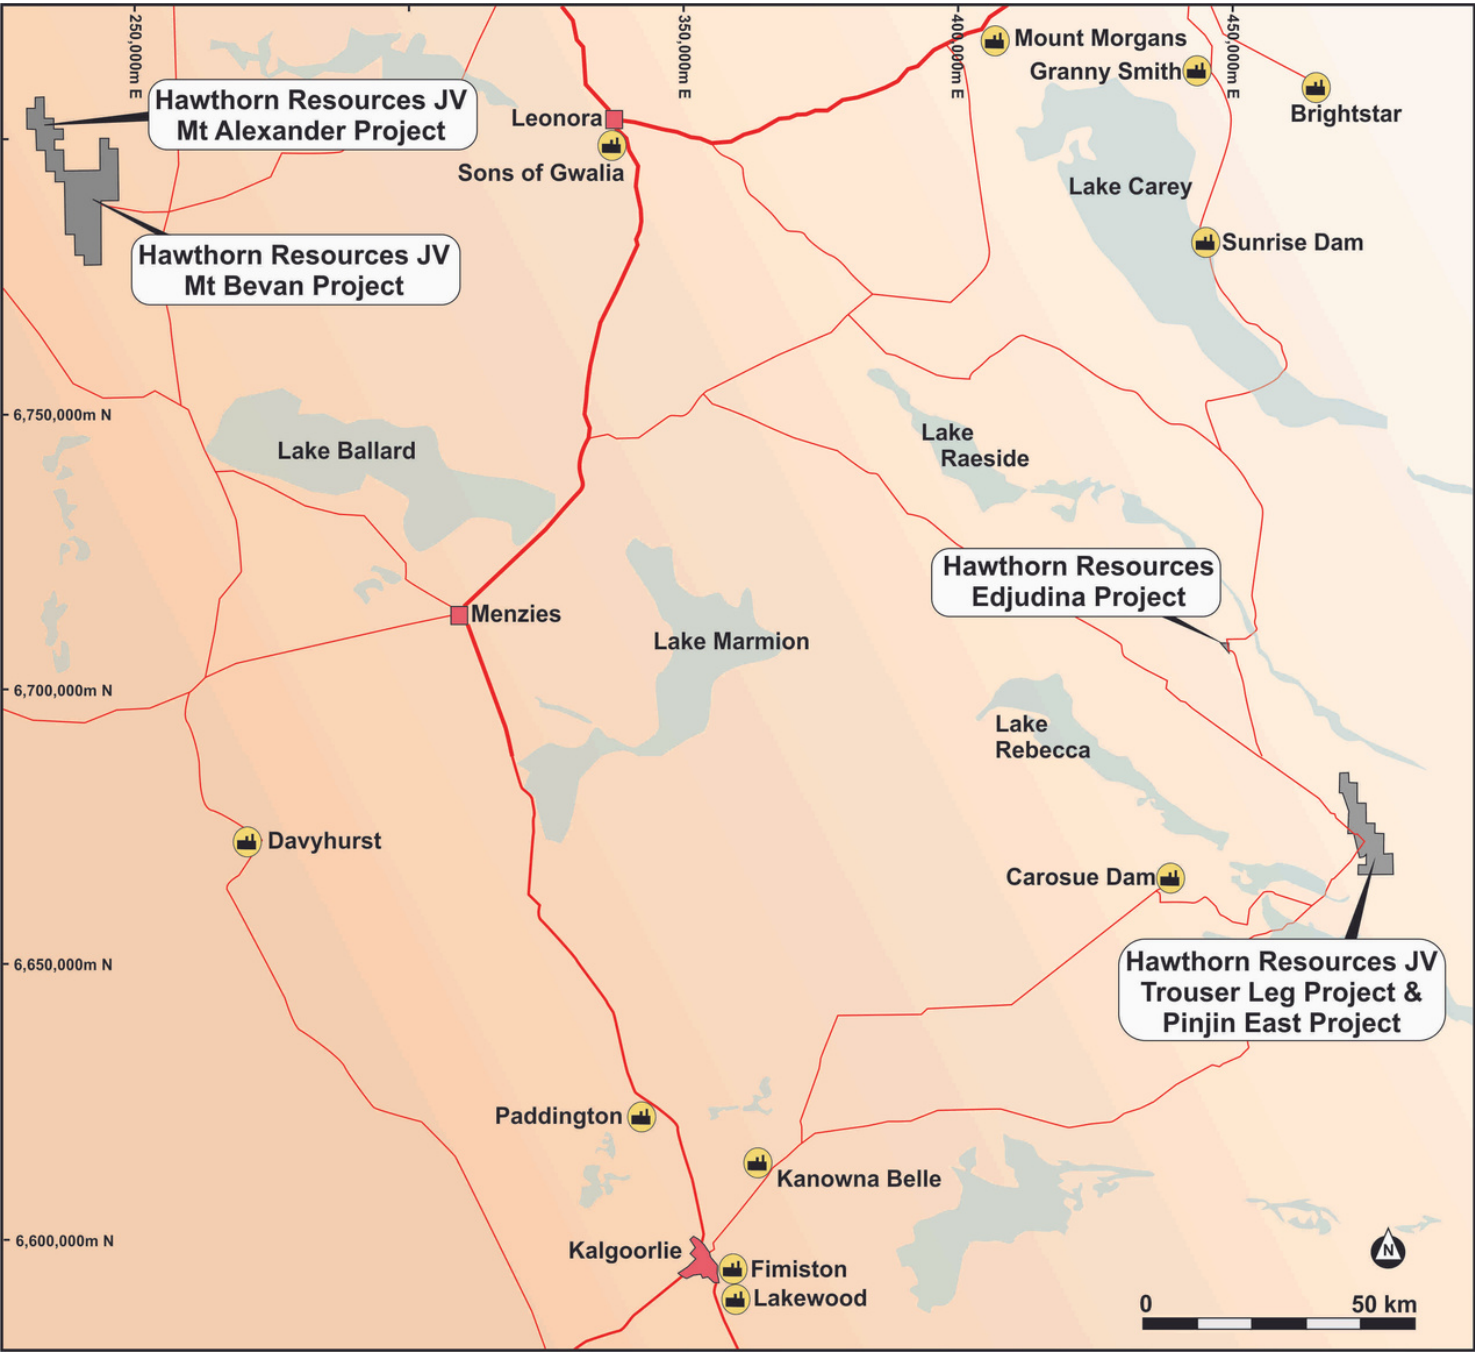 250,000m E
350,000m E
400,000m E
450,000m E
Mount Morgans
Granny Smith
Brightstar
Hawthorn Resources JV
Mt Alexander Project
Leonora
Sons of Gwalia
Lake Carey
Sunrise Dam
Hawthorn Resources JV
Mt Bevan Project
6,750,000m N
Lake Ballard
Lake
Raeside
Hawthorn Resources
Edjudina Project
Menzies
Lake Marmion
6,700,000m N
Lake
Rebecca
Davyhurst
Carosue Dam
6,650,000m N
Hawthorn Resources JV
Trouser Leg Project &
Pinjin East Project
Paddington
Kanowna Belle
6,600,000m N
Kalgoorlie
Fimiston
Lakewood
N
0 50 km